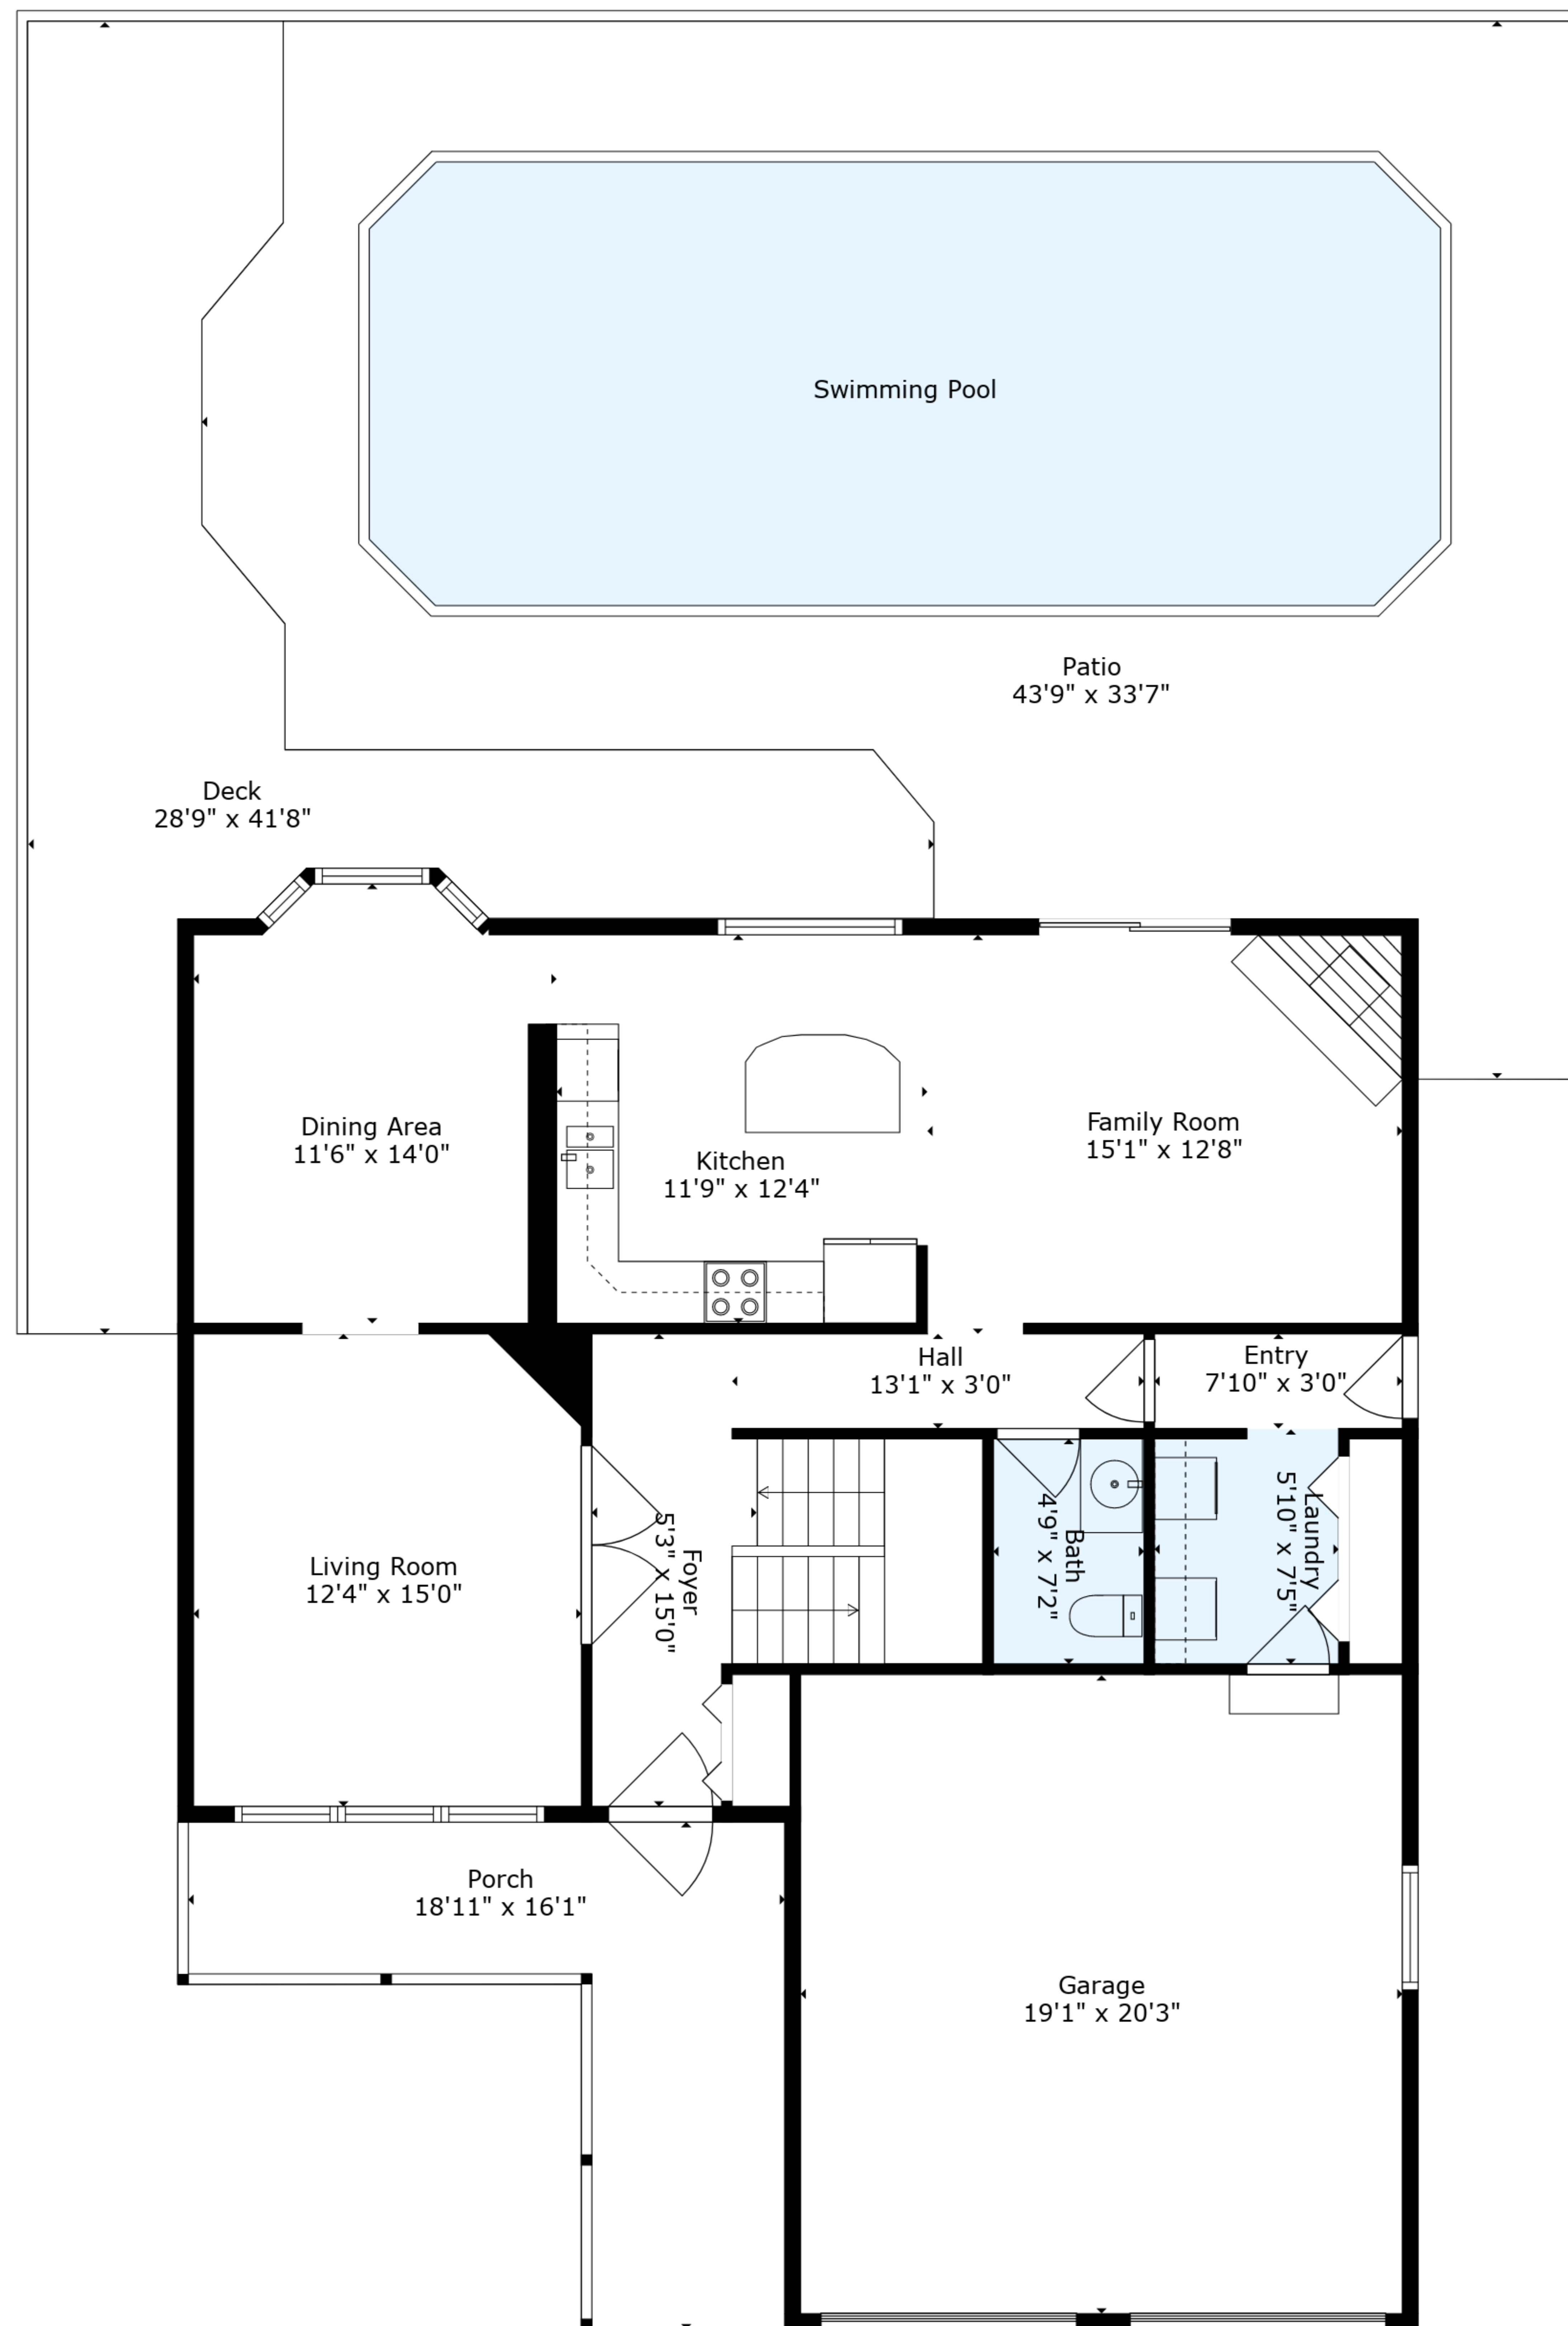 Swimming Pool
Patio
43'9" x 33'7"
Deck
28'9" x 41'8"
Dining Area
11'6" x 14'0"
Kitchen
11'9" x 12'4"
Family Room
15'1" x 12'8"
Hall
13'1" x 3'0"
Entry
7'10" x 3'0"
Living Room
12'4" x 15'0"
Foyer
5'3" x 15'0"
Bath
4'9" x 7'2"
Laundry
5'10" x 7'5"
Porch
18'11" x 16'1"
Garage
19'1" x 20'3"